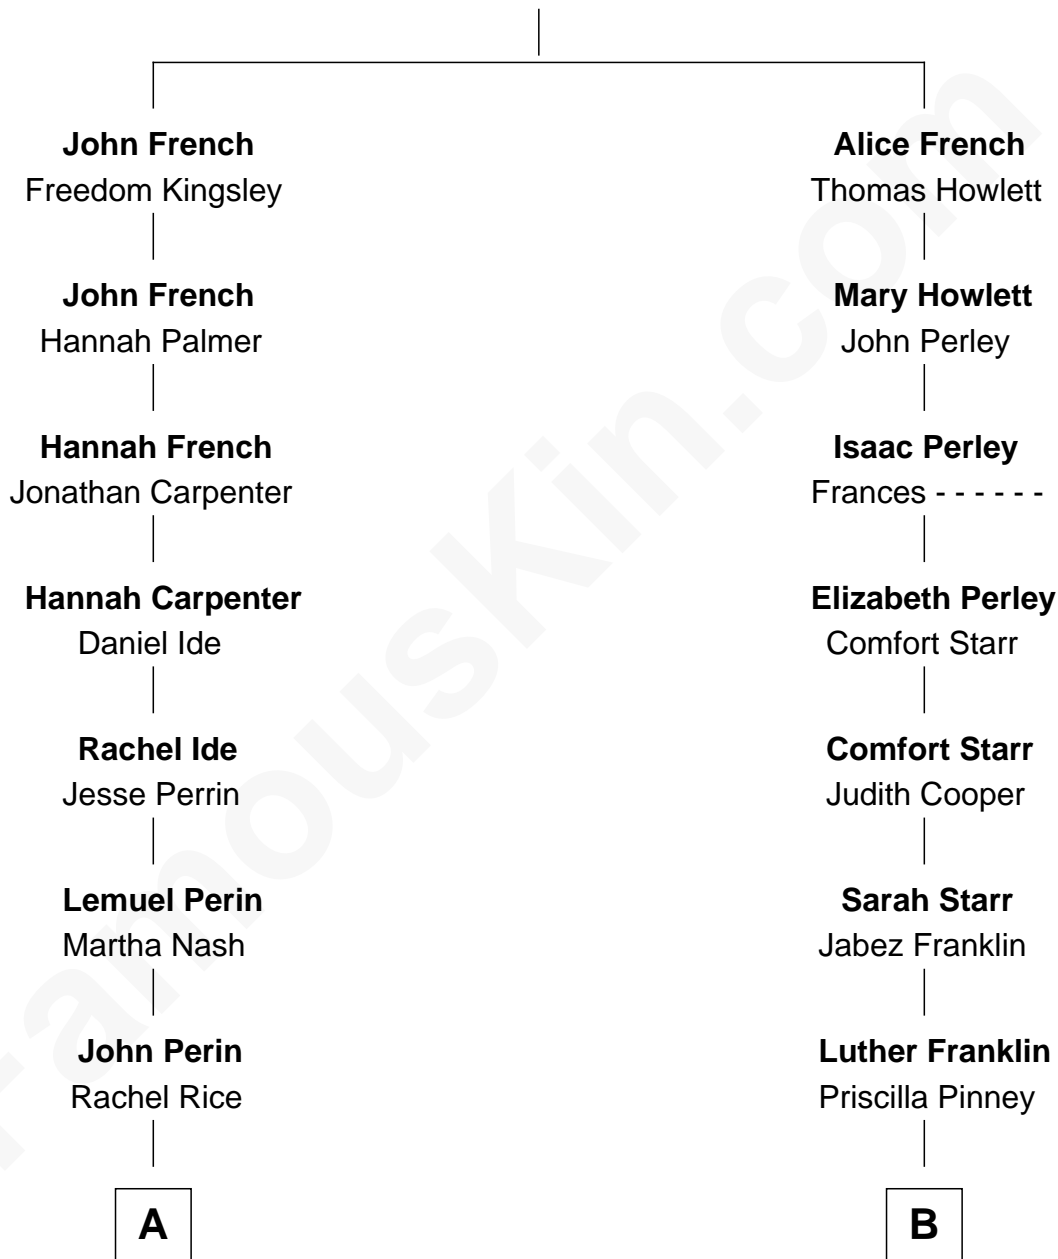 John French
Freedom Kingsley
John French
Hannah Palmer
Hannah French
Jonathan Carpenter
Hannah Carpenter
Daniel Ide
Rachel Ide
Jesse Perrin
Lemuel Perin
Martha Nash
John Perin
Rachel Rice
A
Alice French
Thomas Howlett
Mary Howlett
John Perley
Isaac Perley
Frances - - - - - -
Elizabeth Perley
Comfort Starr
Comfort Starr
Judith Cooper
Sarah Starr
Jabez Franklin
Luther Franklin
Priscilla Pinney
B
FamousKin.com